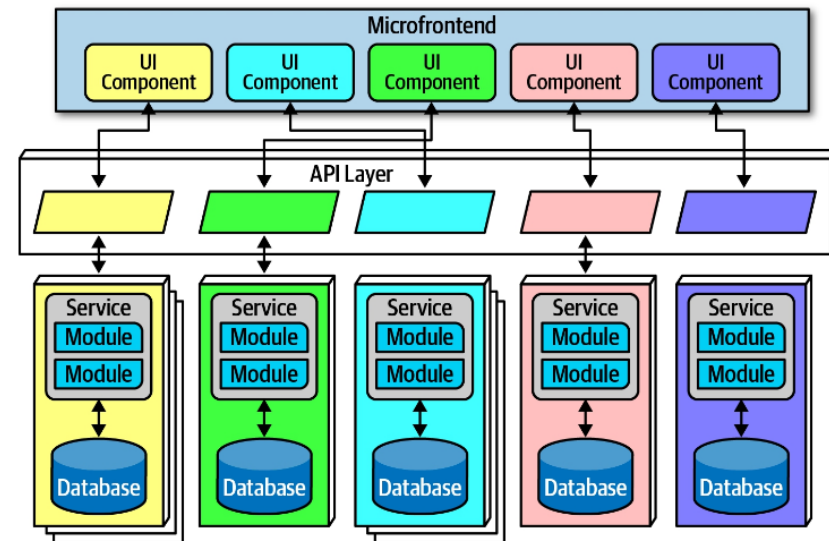 Microfrontend
UI
Component
UI
Component
UI
Component
UI
Component
UI
Component
API Layer
Service
Module
Module
Database
Service
Module
Module
Database
Service
Module
Module
Database
Service
Module
Module
Database
Service
Module
Module
Database